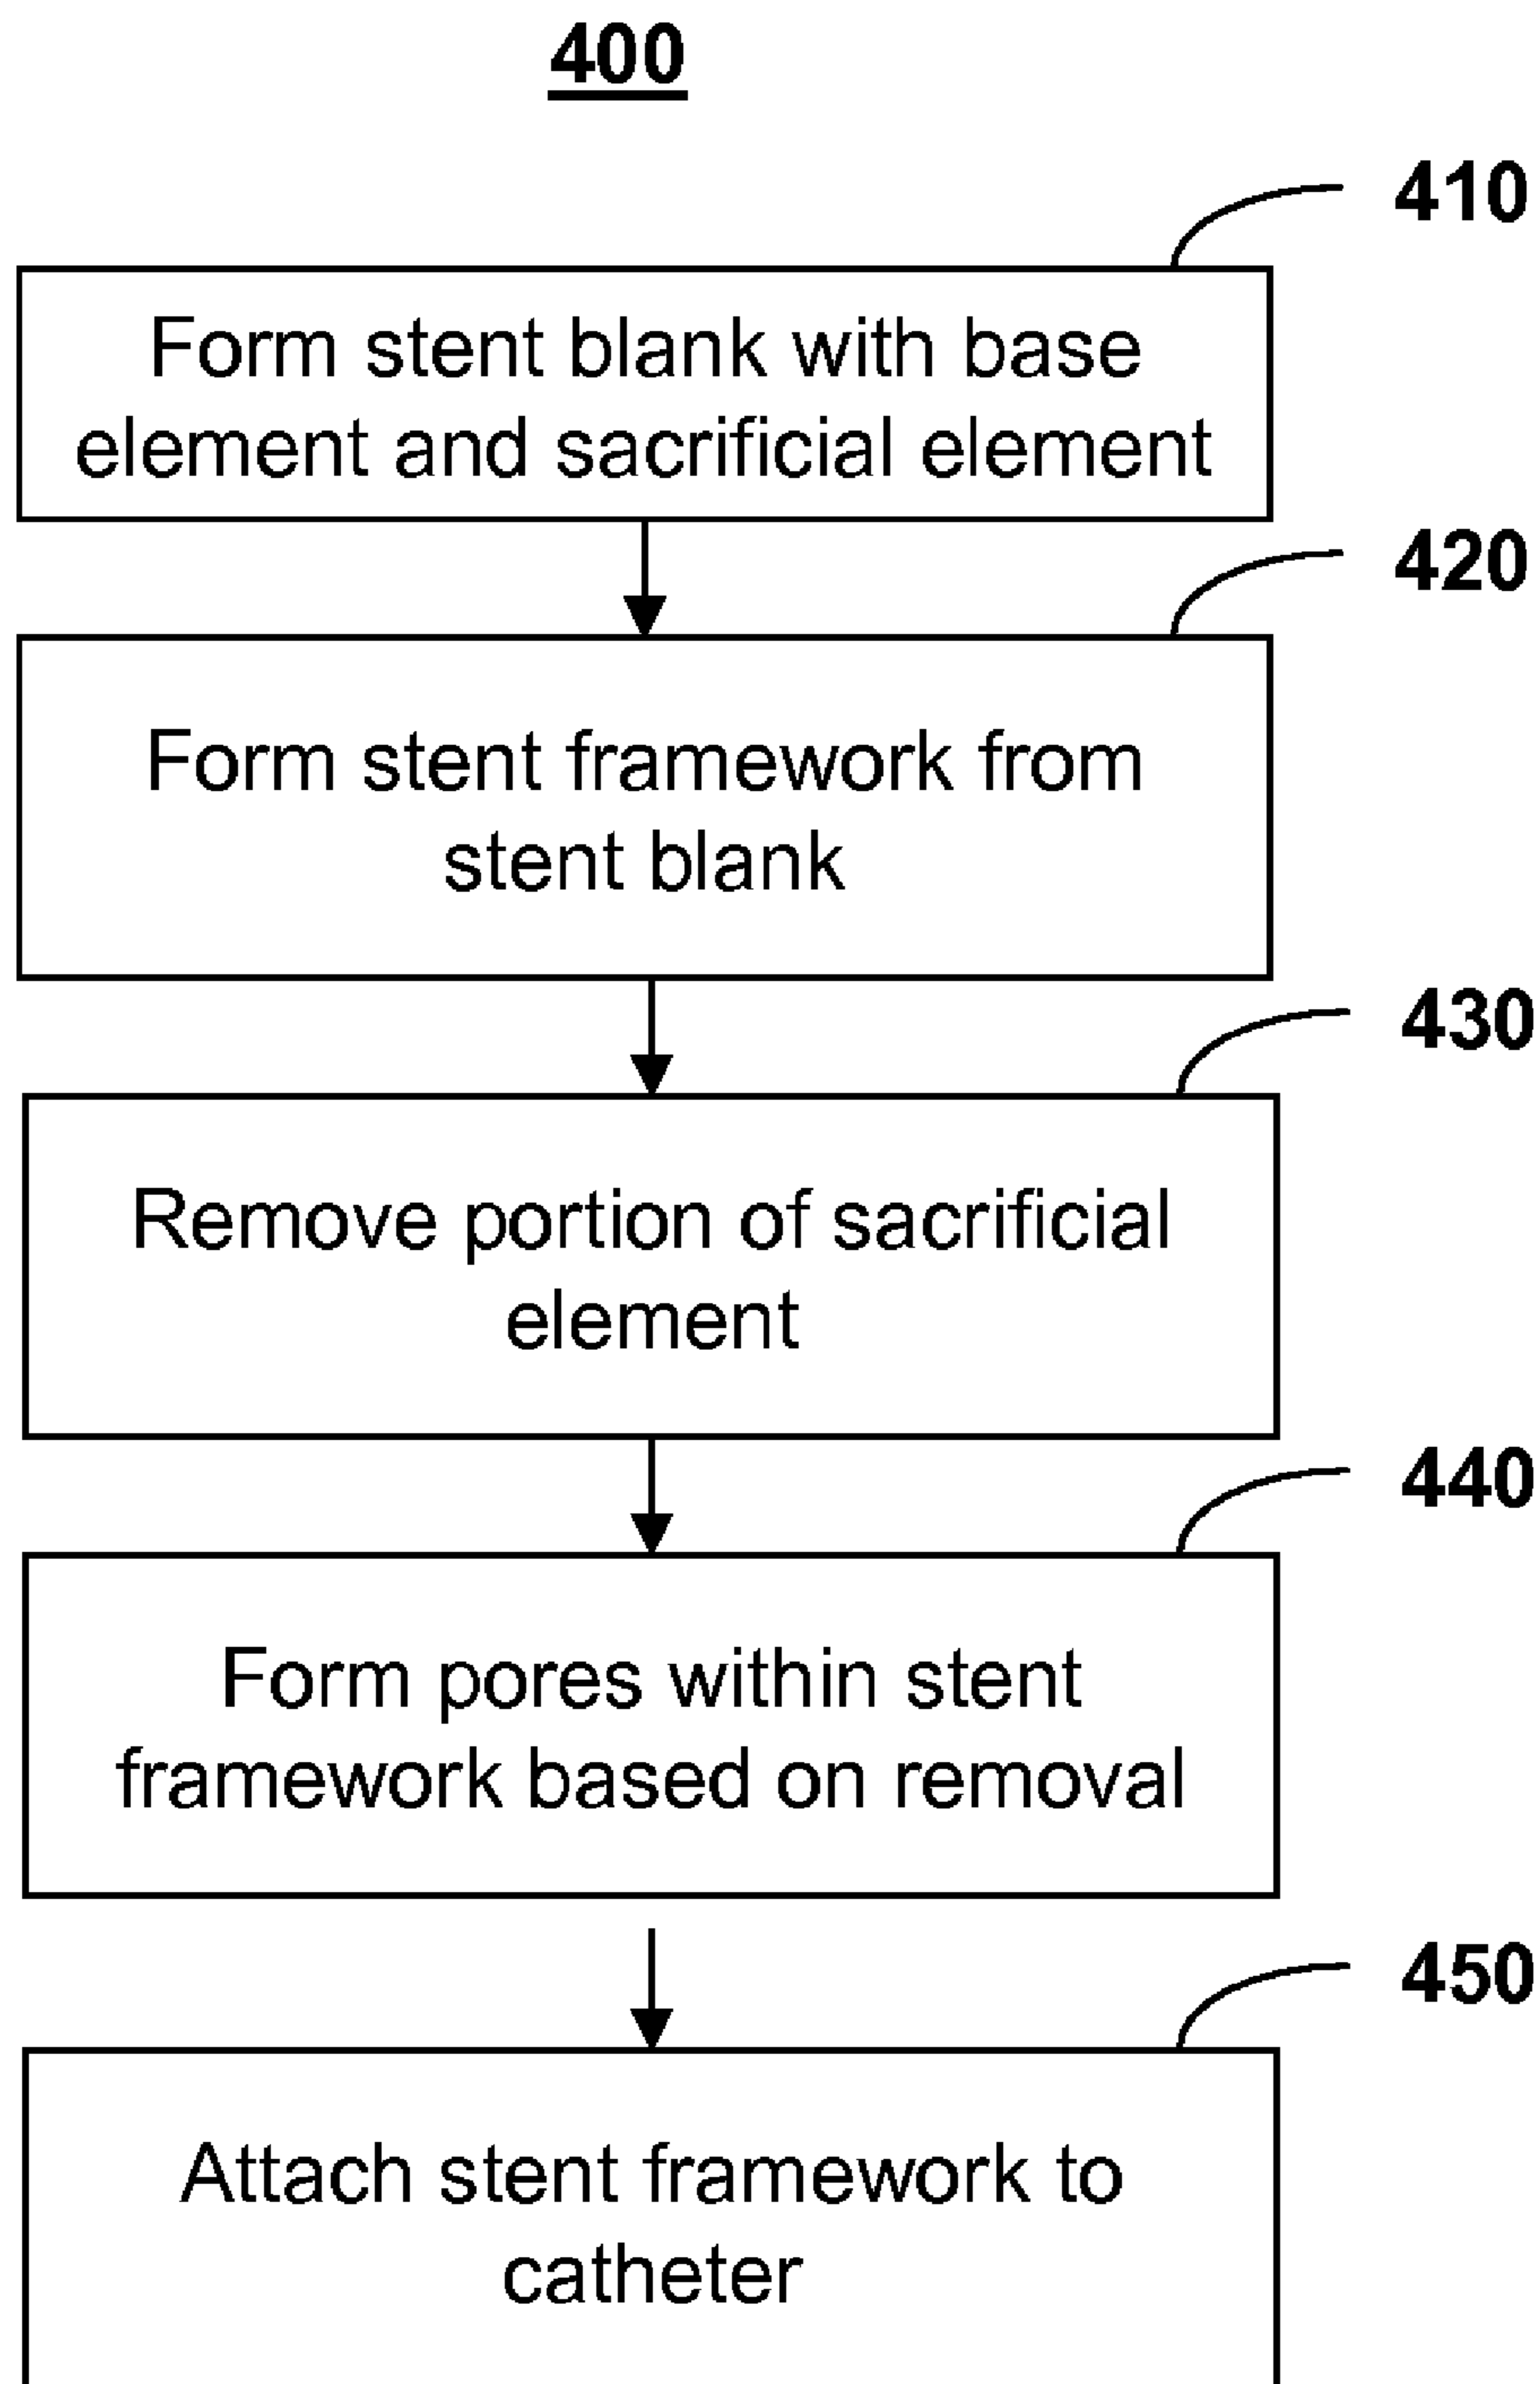 400
410
Form stent blank with base
element and sacrificial element
420
Form stent framework from
stent blank
430
Remove portion of sacrificial
element
440
Form pores within stent
framework based on removal
450
Attach stent framework to
catheter